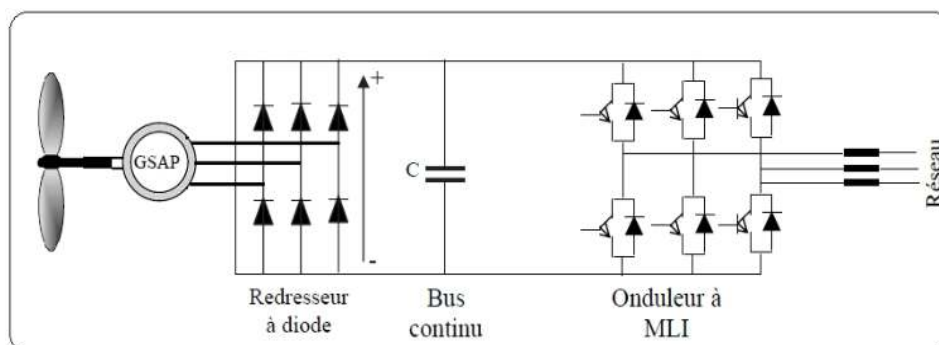 GSAP
+
-
C
Réseau
Redresseur
à diode
Bus
continu
Onduleur à
MLI